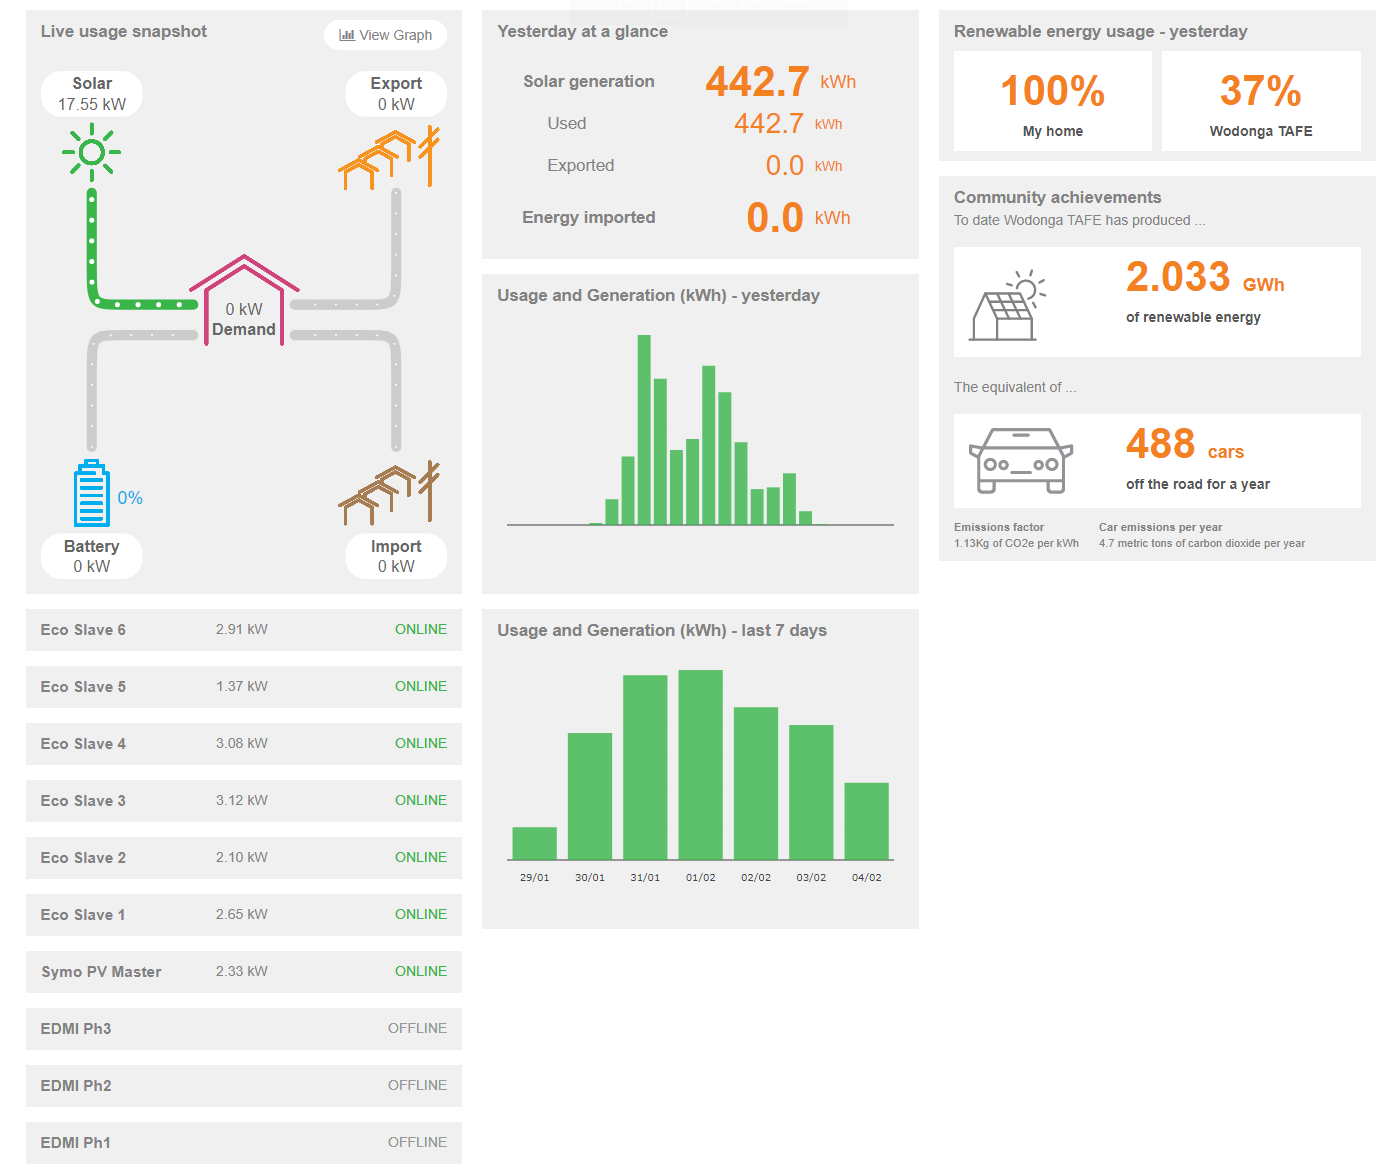 Live usage snapshot
View Graph
Solar
17.55 kW
Export
0 kW
0 kW
Demand
0%
Battery
0 kW
Import
0 kW
Eco Slave 6 2.91 kW ONLINE
Eco Slave 5 1.37 kW ONLINE
Eco Slave 4 3.08 kW ONLINE
Eco Slave 3 3.12 kW ONLINE
Eco Slave 2 2.10 kW ONLINE
Eco Slave 1 2.65 kW ONLINE
Symo PV Master 2.33 kW ONLINE
EDMI Ph3 OFFLINE
EDMI Ph2 OFFLINE
EDMI Ph1 OFFLINE
Yesterday at a glance
Solar generation 442.7 kWh
Used 442.7 kWh
Exported 0.0 kWh
Energy imported 0.0 kWh
Usage and Generation (kWh) - yesterday
Usage and Generation (kWh) - last 7 days
29/01 30/01 31/01 01/02 02/02 03/02 04/02
Renewable energy usage - yesterday
100%
My home
37%
Wodonga TAFE
Community achievements
To date Wodonga TAFE has produced ...
2.033 GWh
of renewable energy
The equivalent of ...
488 cars
off the road for a year
Emissions factor
1.13Kg of CO2e per kWh
Car emissions per year
4.7 metric tons of carbon dioxide per year